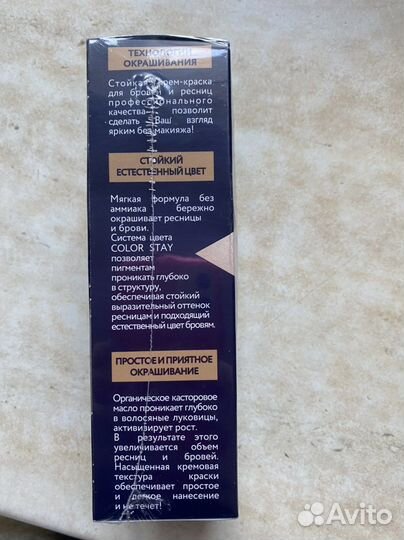 ТЕХНОЛОГИИ
ОКРАШИВАНИЯ
Стойкая крем-краска
для бровей и ресниц
профессионального
качества позволит
сделать Ваш взгляд
ярким без макияжа!
СТОЙКИЙ
ЕСТЕСТВЕННЫЙ ЦВЕТ
Мягкая формула без
аммиака бережно
окрашивает ресницы
и брови.
Система цвета
COLOR STAY
позволяет
пигментам
проникать глубоко
в структуру,
обеспечивая стойкий
выразительный оттенок
ресницам и подходящий
естественный цвет бровям.
ПРОСТОЕ И ПРИЯТНОЕ
ОКРАШИВАНИЕ
Органическое касторовое
масло проникает глубоко
в волосяные луковицы,
активизирует рост.
В результате этого
увеличивается объем
ресниц и бровей.
Насыщенная кремовая
текстура краски
обеспечивает простое
и легкое нанесение
и не течет!
Avito